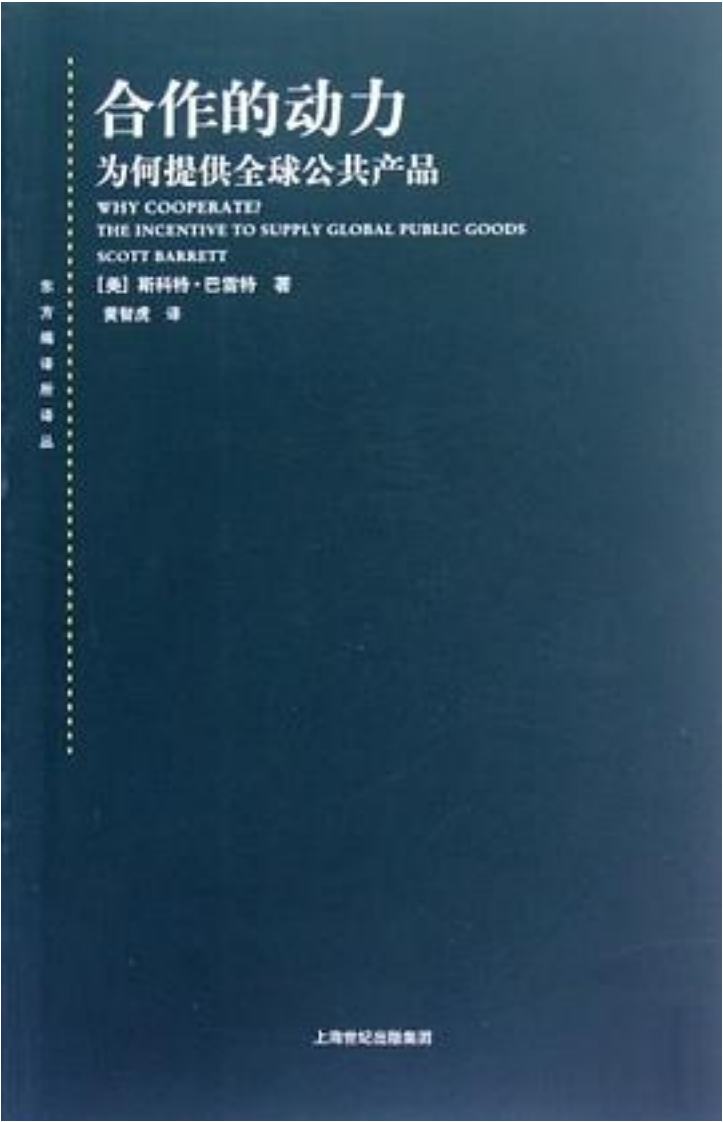 合作的动力
为何提供全球公共产品
WHY COOPERATE?
THE INCENTIVE TO SUPPLY GLOBAL PUBLIC GOODS
SCOTT BARRETT
[美] 斯科特·巴雷特 著
黄智虎 译
东方编译所译丛
上海世纪出版集团